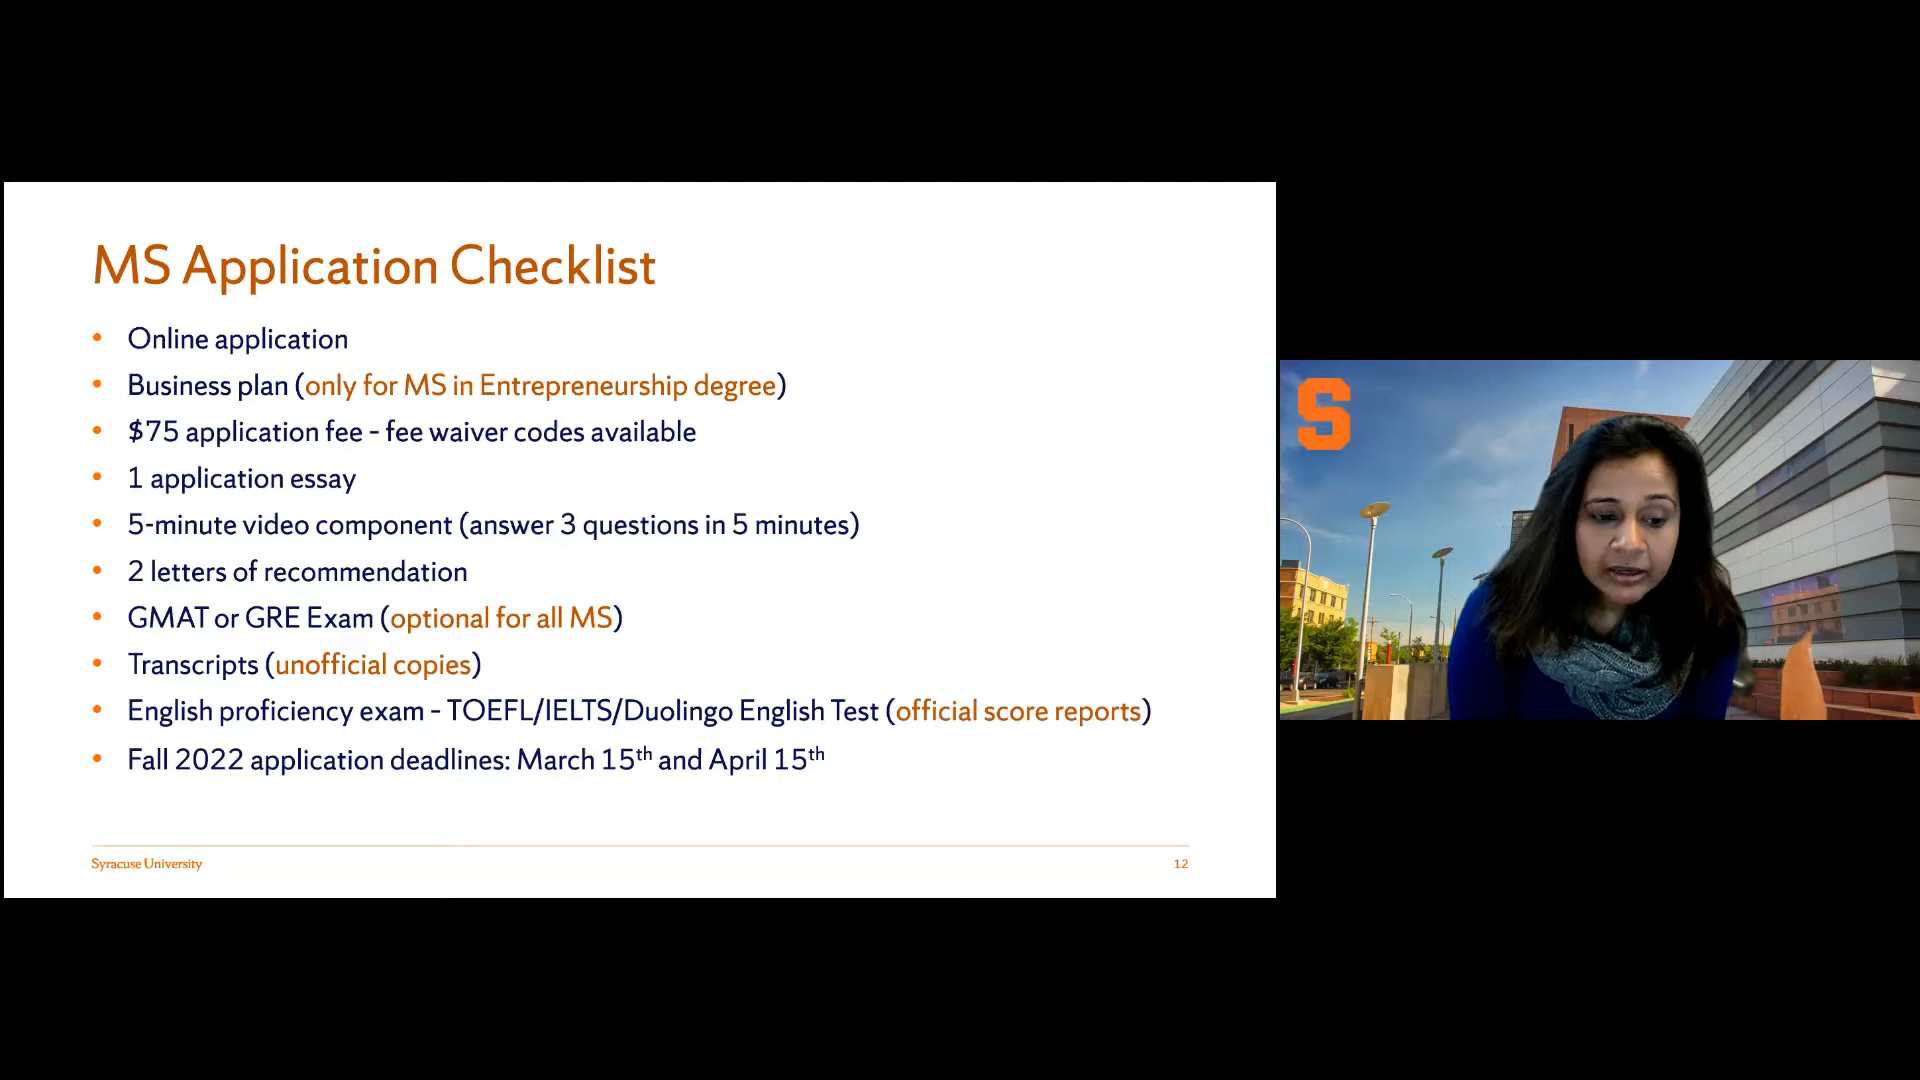 MS Application Checklist
• Online application
• Business plan (only for MS in Entrepreneurship degree)
• $75 application fee – fee waiver codes available
• 1 application essay
• 5-minute video component (answer 3 questions in 5 minutes)
• 2 letters of recommendation
• GMAT or GRE Exam (optional for all MS)
• Transcripts (unofficial copies)
• English proficiency exam – TOEFL/IELTS/Duolingo English Test (official score reports)
• Fall 2022 application deadlines: March 15th and April 15th
Syracuse University
12
S